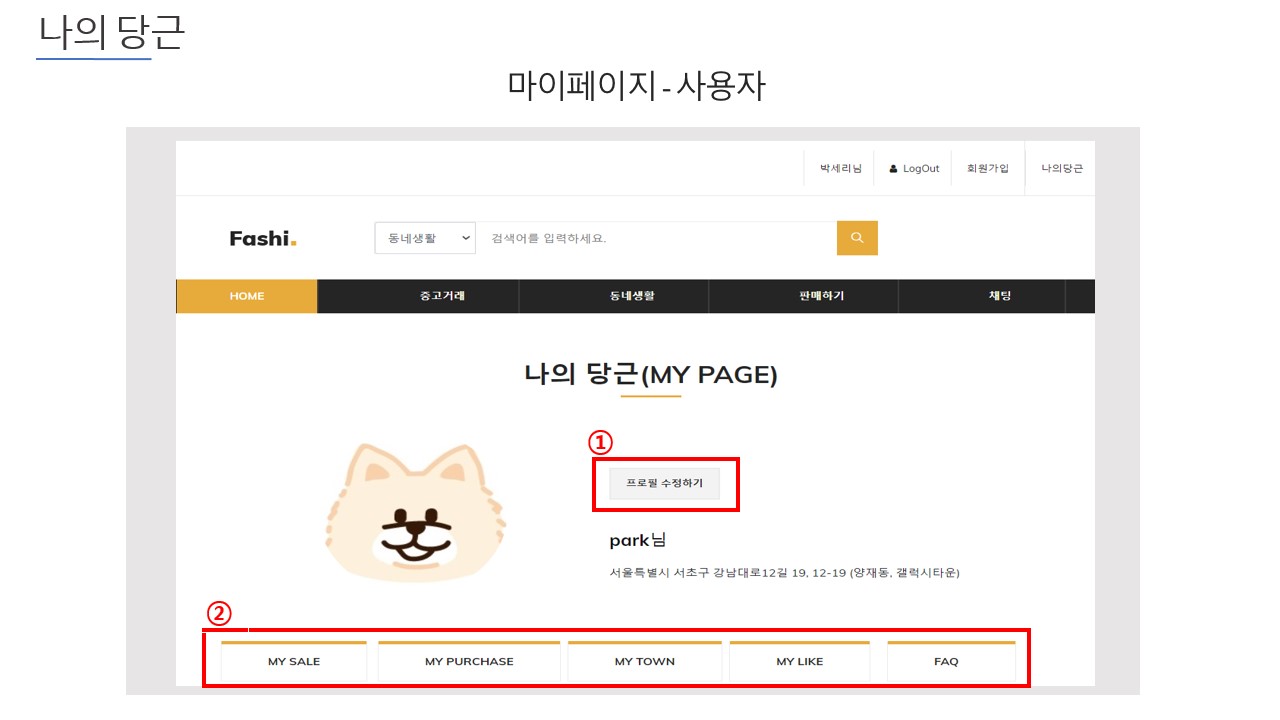 나의 당근
마이페이지 - 사용자
박세리님 LogOut 회원가입 나의당근
Fashi. 동네생활 검색어를 입력하세요.
HOME 중고거래 동네생활 판매하기 채팅
나의 당근(MY PAGE)
①
프로필 수정하기
park님
서울특별시 서초구 강남대로12길 19, 12-19 (양재동, 갤럭시타운)
②
MY SALE MY PURCHASE MY TOWN MY LIKE FAQ